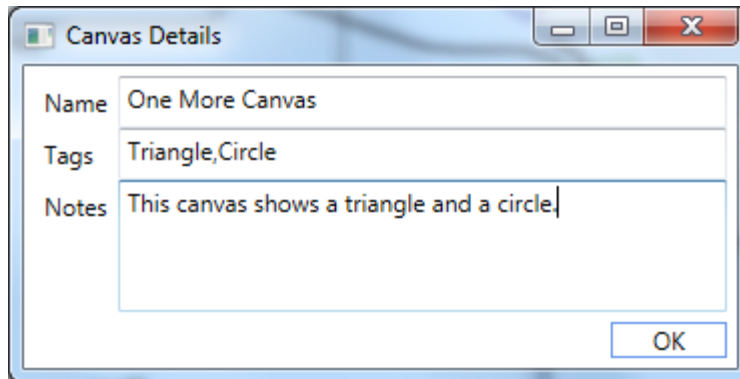 Canvas Details
Name One More Canvas
Tags Triangle,Circle
Notes This canvas shows a triangle and a circle.
OK